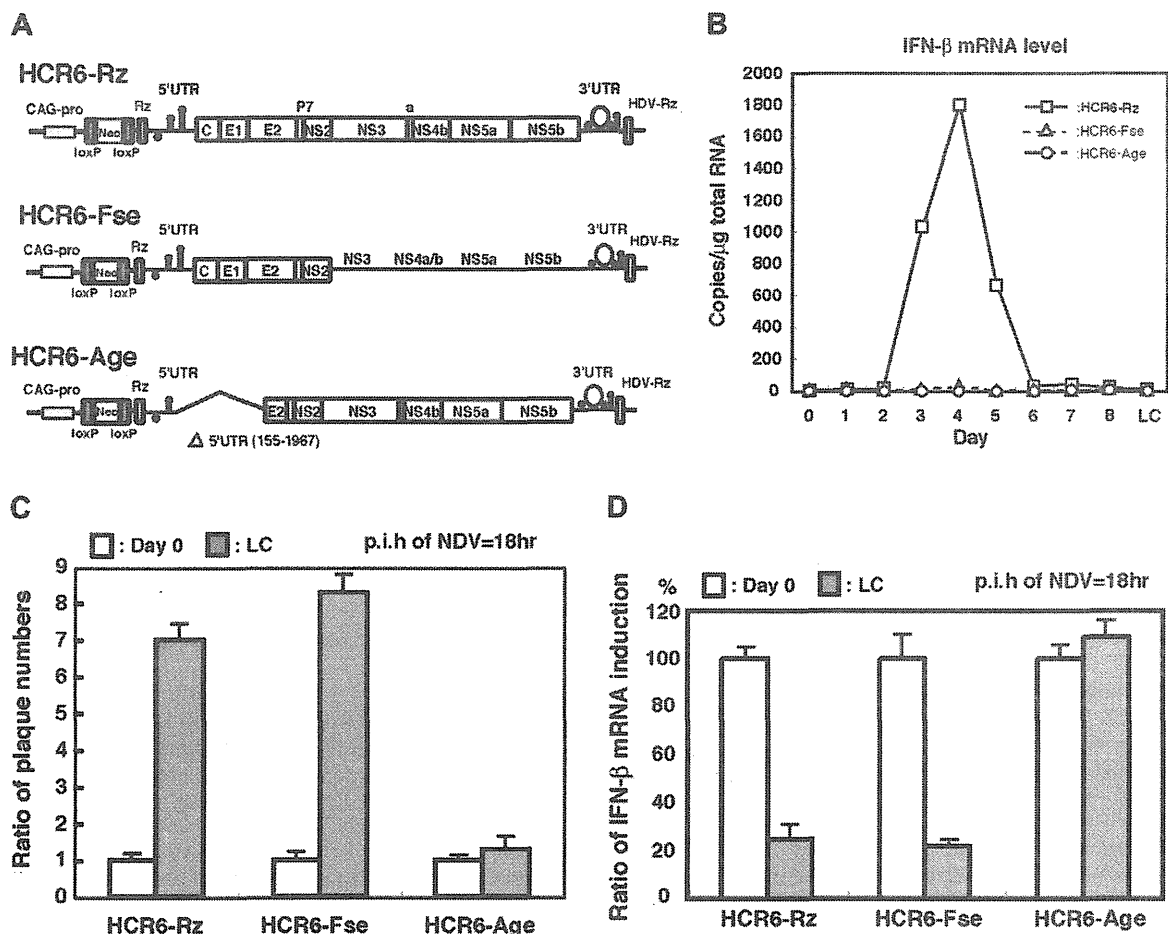 A
HCR6-Rz
CAG-pro
Rz
5'UTR
P7
a
3'UTR
HDV-Rz
Neo
C E1 E2 NS2 NS3 NS4b NS5a NS5b
loxP loxP
HCR6-Fse
CAG-pro
Rz
5'UTR
NS3 NS4a/b NS5a NS5b
3'UTR
HDV-Rz
Neo
C E1 E2 NS2
loxP loxP
HCR6-Age
CAG-pro
Rz
5'UTR
3'UTR
HDV-Rz
Neo
E2 NS2 NS3 NS4b NS5a NS5b
loxP loxP
Δ 5'UTR (155-1967)
B
IFN-β mRNA level
Copies/μg total RNA
2000
1800
1600
1400
1200
1000
800
600
400
200
0
:HCR6-Rz
:HCR6-Fse
:HCR6-Age
0 1 2 3 4 5 6 7 8 LC
Day
C
: Day 0 : LC p.i.h of NDV=18hr
Ratio of plaque numbers
9
8
7
6
5
4
3
2
1
0
HCR6-Rz HCR6-Fse HCR6-Age
D
% : Day 0 : LC p.i.h of NDV=18hr
Ratio of IFN-β mRNA induction
120
100
80
60
40
20
0
HCR6-Rz HCR6-Fse HCR6-Age